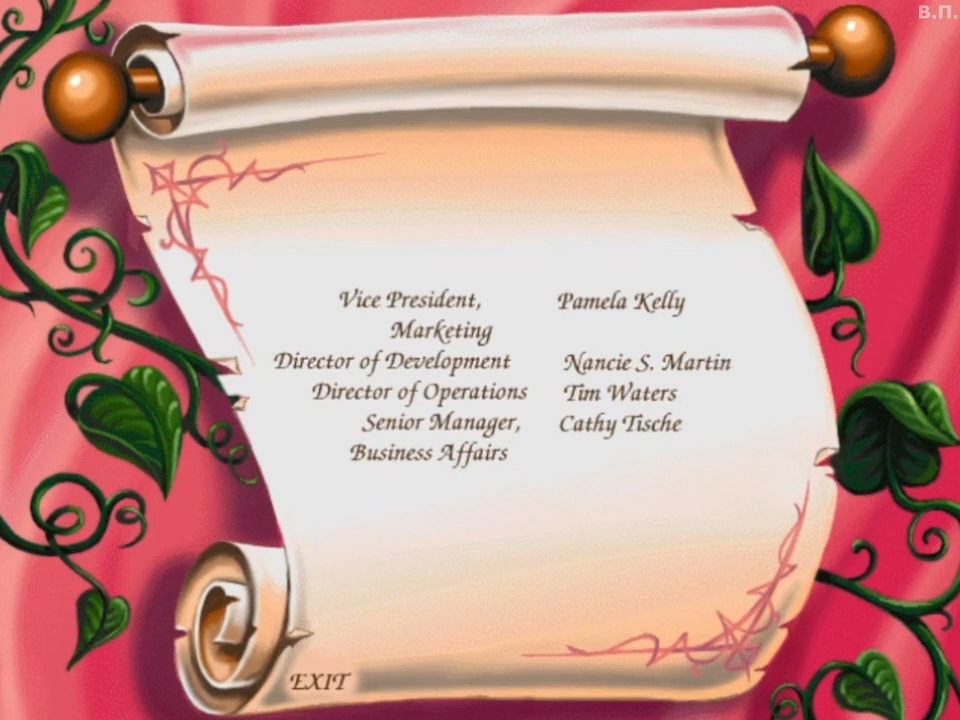 В.П.
Vice President, Pamela Kelly
Marketing
Director of Development Nancie S. Martin
Director of Operations Tim Waters
Senior Manager, Cathy Tische
Business Affairs
EXIT